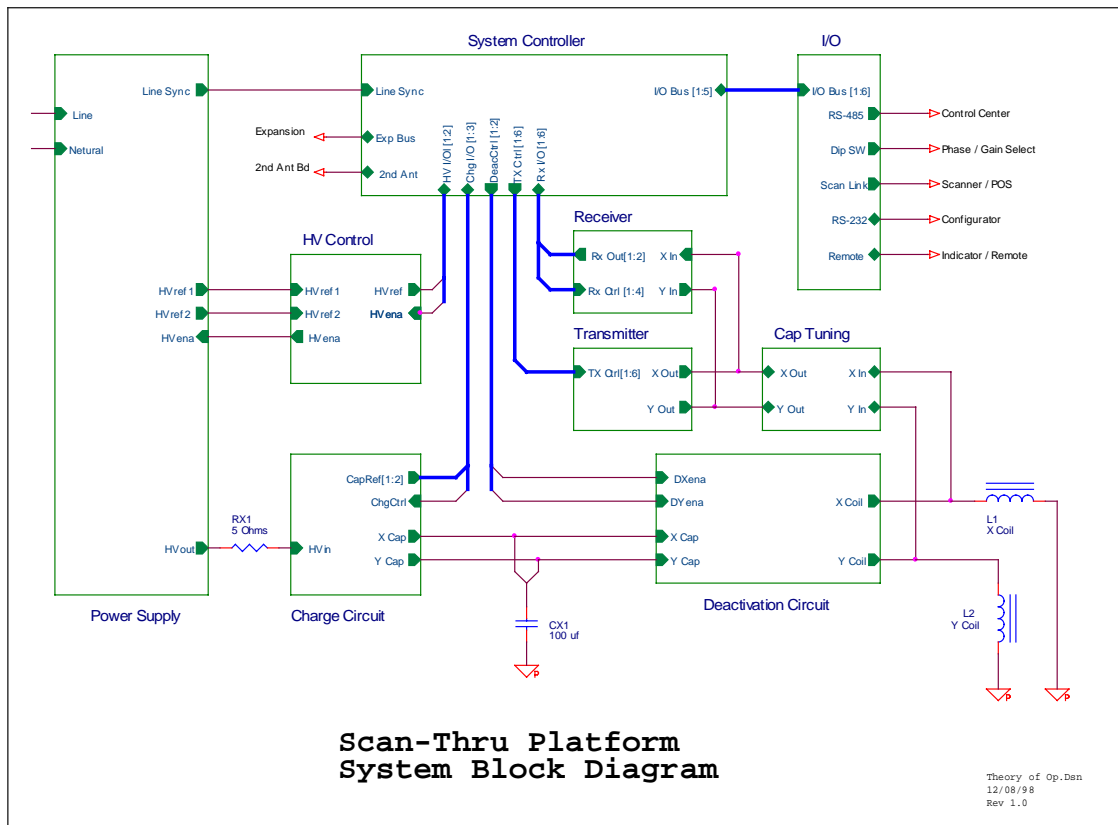 System Controller
I/O
Line Sync
Line
Netural
HVref 1
HVref 2
HVena
HVout
Power Supply
Line Sync
Exp Bus
2nd Ant
I/O Bus [1:5]
HV I/OI [1:2]
Chg I/O [1:3]
DeacCtrl [1:2]
TX Ctrl [1:6]
Rx I/O [1:6]
Expansion
2nd Ant Bd
I/O Bus [1:6]
RS-485
Dip SW
Scan Link
RS-232
Remote
Control Center
Phase / Gain Select
Scanner / POS
Configurator
Indicator / Remote
HV Control
HVref 1
HVref 2
HVena
HVref
HVena
Receiver
Rx Out[1:2]
Rx Ctrl [1:4]
X In
Y In
Transmitter
TX Ctrl[1:6]
X Out
Y Out
Cap Tuning
X Out
Y Out
X In
Y In
RX1
5 Ohms
CapRef[1:2]
ChgCtrl
X Cap
Y Cap
HVin
Charge Circuit
CX1
100 uf
P
DXena
DYena
X Cap
Y Cap
X Coil
Y Coil
Deactivation Circuit
L1
X Coil
L2
Y Coil
P
P
Scan-Thru Platform
System Block Diagram
Theory of Op.Dsn
12/08/98
Rev 1.0